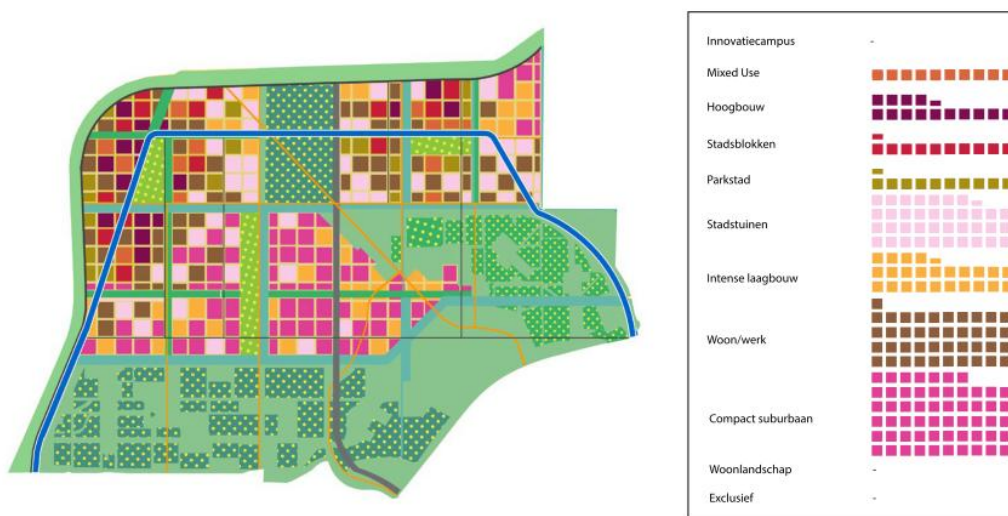 Innovatiecampus -
Mixed Use
Hoogbouw
Stadsblokken
Parkstad
Stadstuinen
Intense laagbouw
Woon/werk
Compact suburbaan
Woonlandschap -
Exclusief -